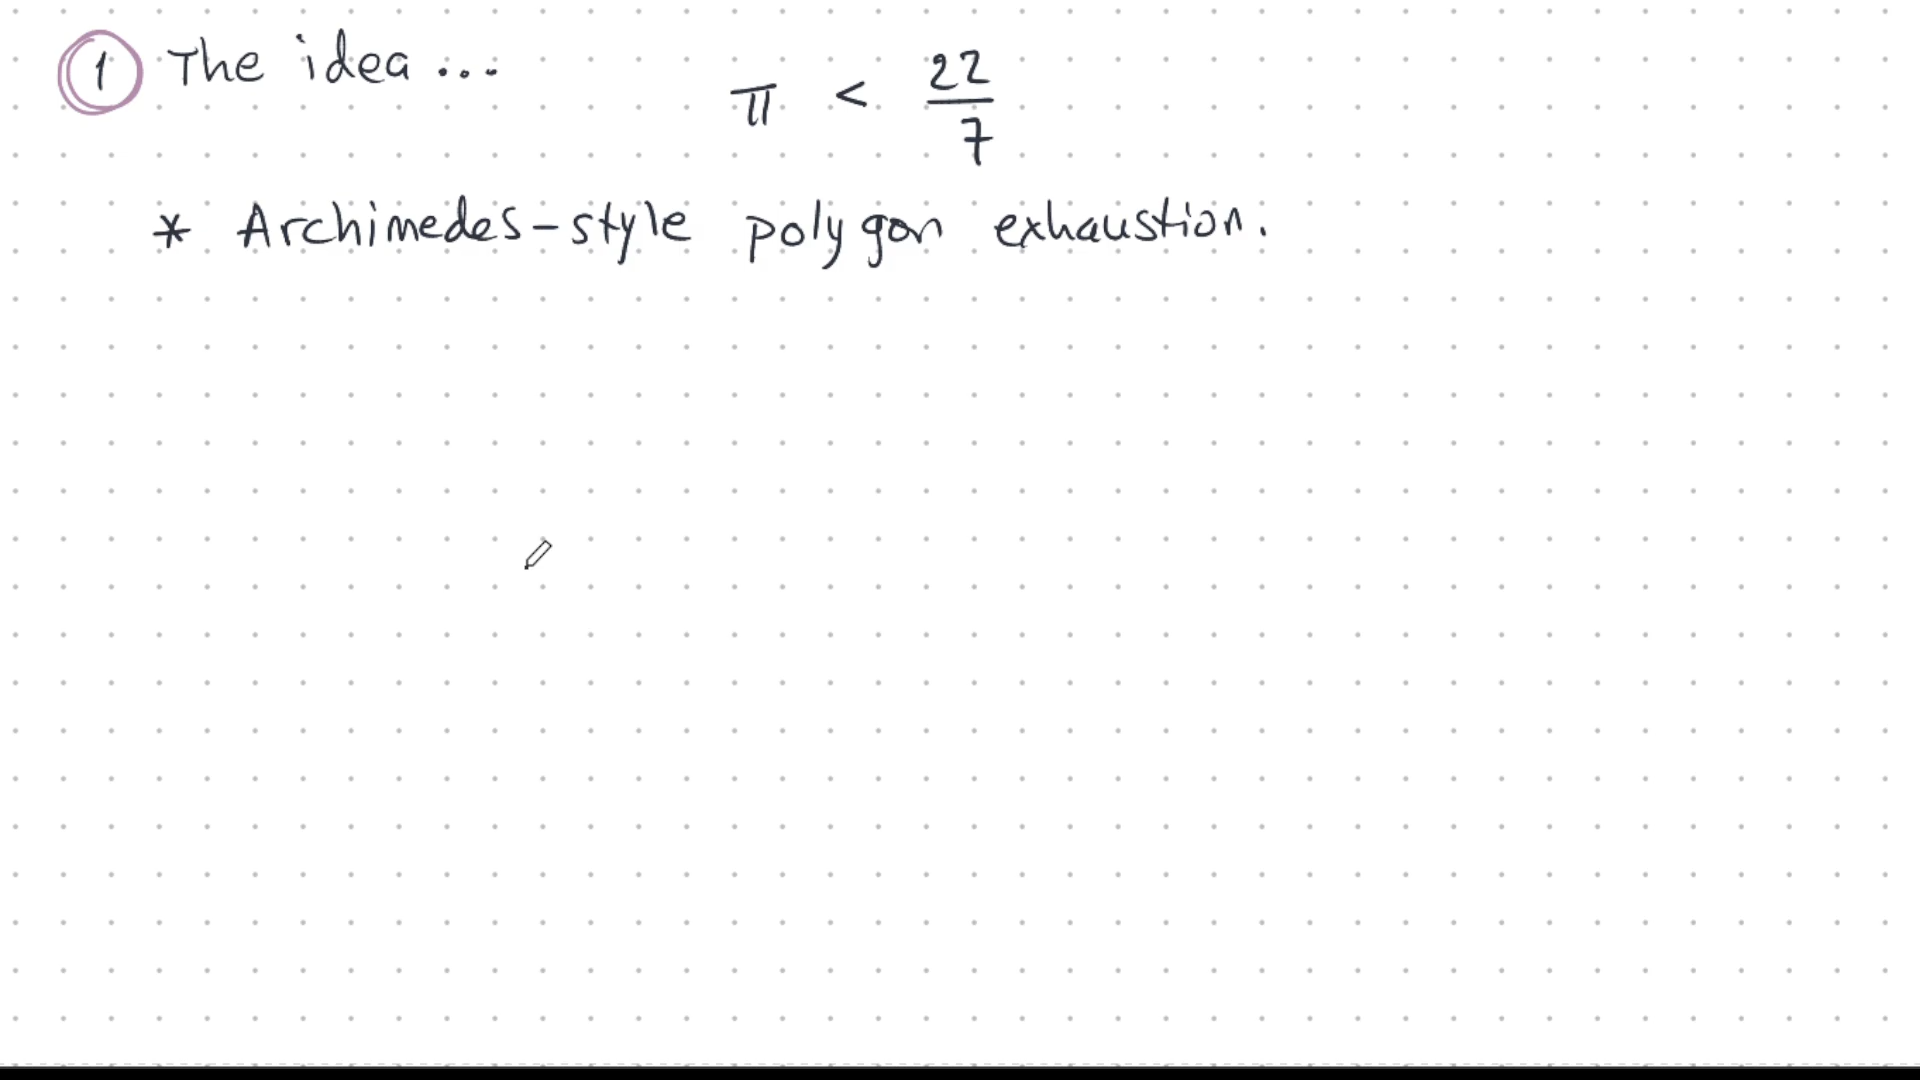 ① The idea ...
π < 22/7
* Archimedes-style polygon exhaustion.